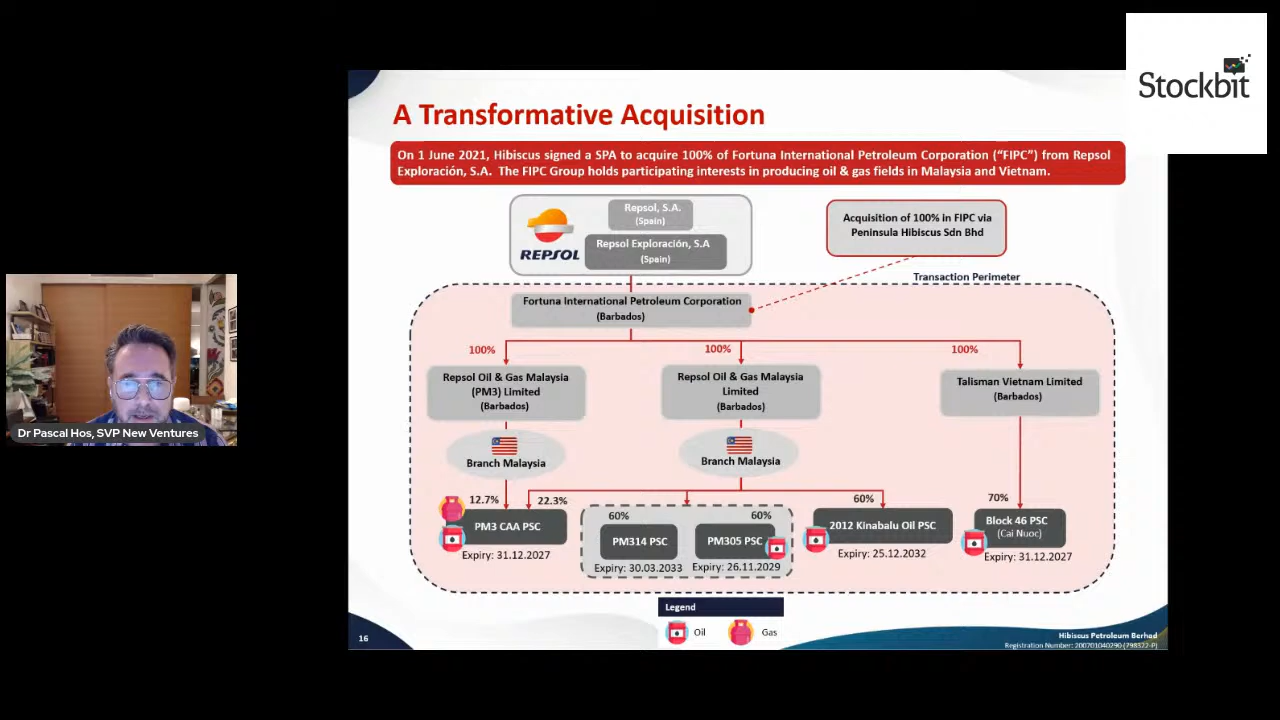 Stockbit
A Transformative Acquisition
On 1 June 2021, Hibiscus signed a SPA to acquire 100% of Fortuna International Petroleum Corporation ("FIPC") from Repsol
Exploración, S.A. The FIPC Group holds participating interests in producing oil & gas fields in Malaysia and Vietnam.
Repsol, S.A.
(Spain)
REPSOL
Repsol Exploración, S.A
(Spain)
Acquisition of 100% in FIPC via
Peninsula Hibiscus Sdn Bhd
Transaction Perimeter
Fortuna International Petroleum Corporation
(Barbados)
100%
100%
100%
Repsol Oil & Gas Malaysia
(PM3) Limited
(Barbados)
Repsol Oil & Gas Malaysia
Limited
(Barbados)
Talisman Vietnam Limited
(Barbados)
Branch Malaysia
Branch Malaysia
12.7%
22.3%
60%
60%
60%
70%
PM3 CAA PSC
Expiry: 31.12.2027
PM314 PSC
Expiry: 30.03.2033
PM305 PSC
Expiry: 26.11.2029
2012 Kinabalu Oil PSC
Expiry: 25.12.2032
Block 46 PSC
(Cai Nuoc)
Expiry: 31.12.2027
Legend
Oil
Gas
16
Hibiscus Petroleum Berhad
Registration Number: 200701040290 (798322-P)
Dr Pascal Hos, SVP New Ventures